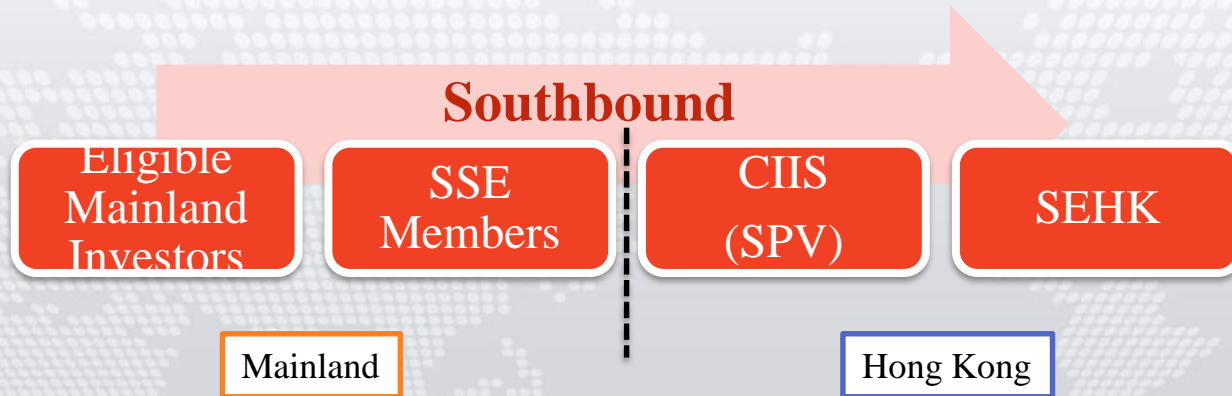 Southbound
Eligible
Mainland
Investors
SSE
Members
CIIS
(SPV)
SEHK
Mainland
Hong Kong